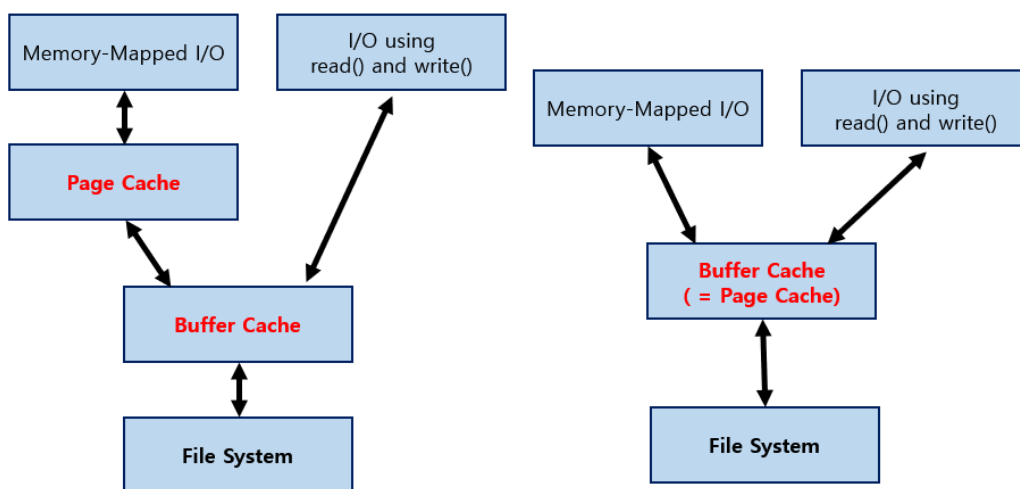 Memory-Mapped I/O
I/O using
read() and write()
Page Cache
Buffer Cache
File System
Memory-Mapped I/O
I/O using
read() and write()
Buffer Cache
( = Page Cache)
File System